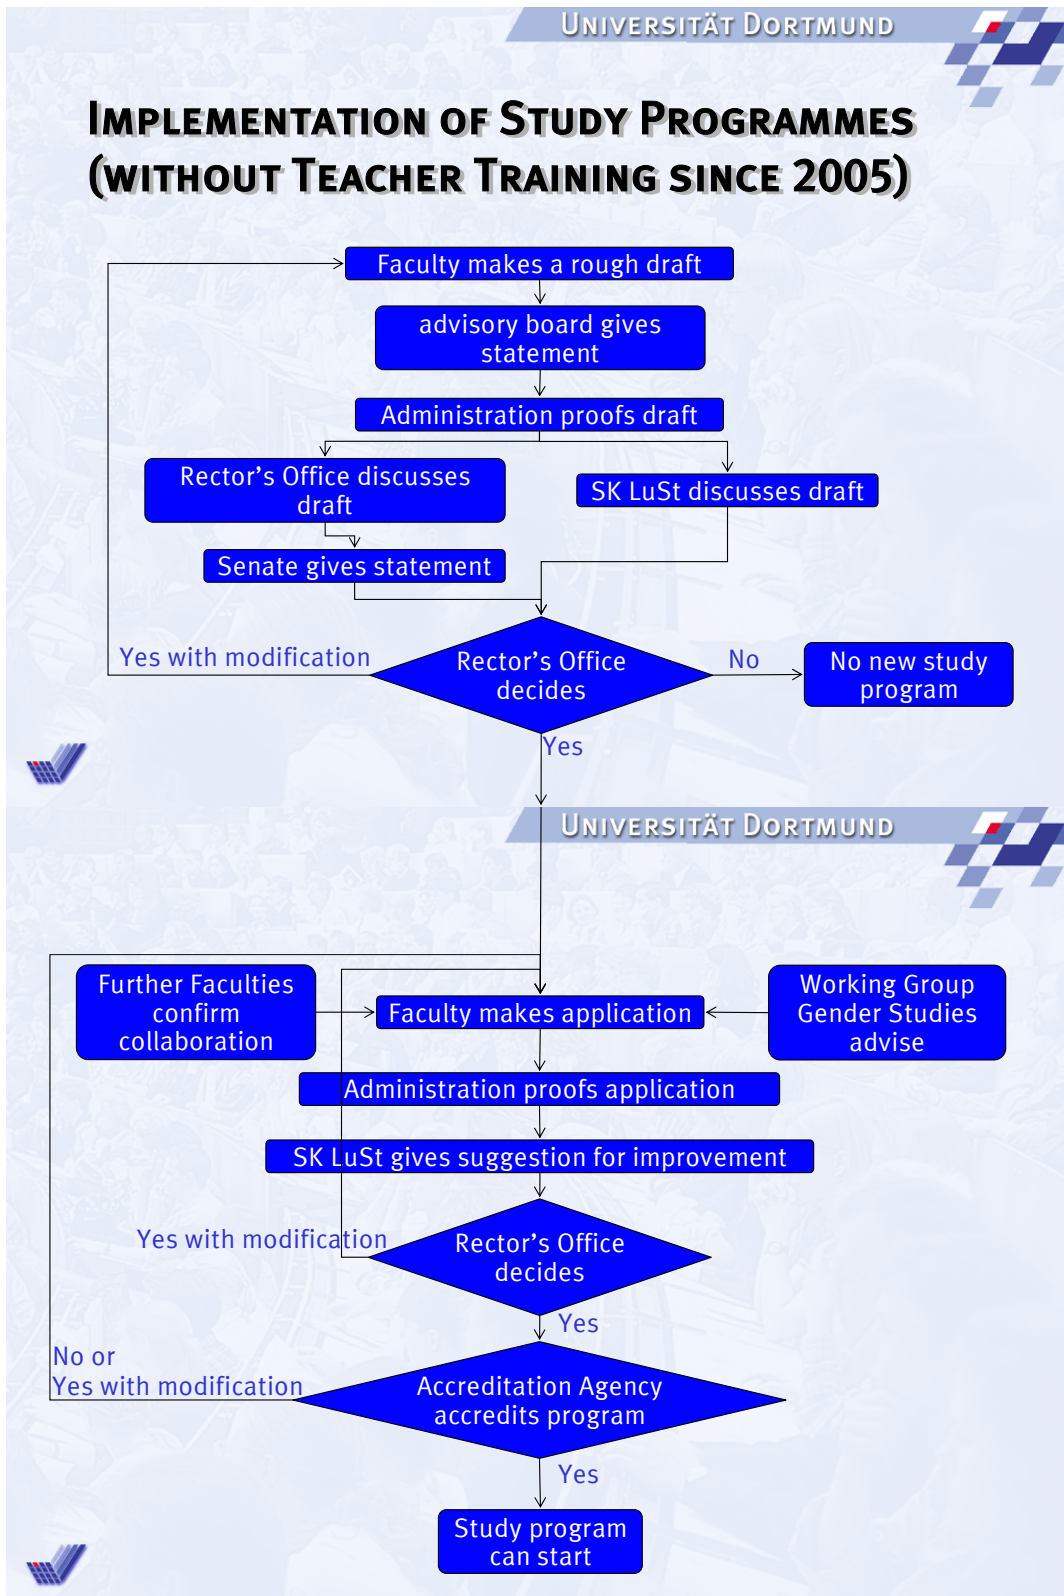 UNIVERSITÄT DORTMUND
IMPLEMENTATION OF STUDY PROGRAMMES
(WITHOUT TEACHER TRAINING SINCE 2005)
Faculty makes a rough draft
advisory board gives
statement
Administration proofs draft
Rector's Office discusses
draft
SK LuSt discusses draft
Senate gives statement
Yes with modification
Rector's Office
decides
No
No new study
program
Yes
UNIVERSITÄT DORTMUND
Further Faculties
confirm
collaboration
Faculty makes application
Working Group
Gender Studies
advise
Administration proofs application
SK LuSt gives suggestion for improvement
Yes with modification
Rector's Office
decides
Yes
No or
Yes with modification
Accreditation Agency
accredits program
Yes
Study program
can start